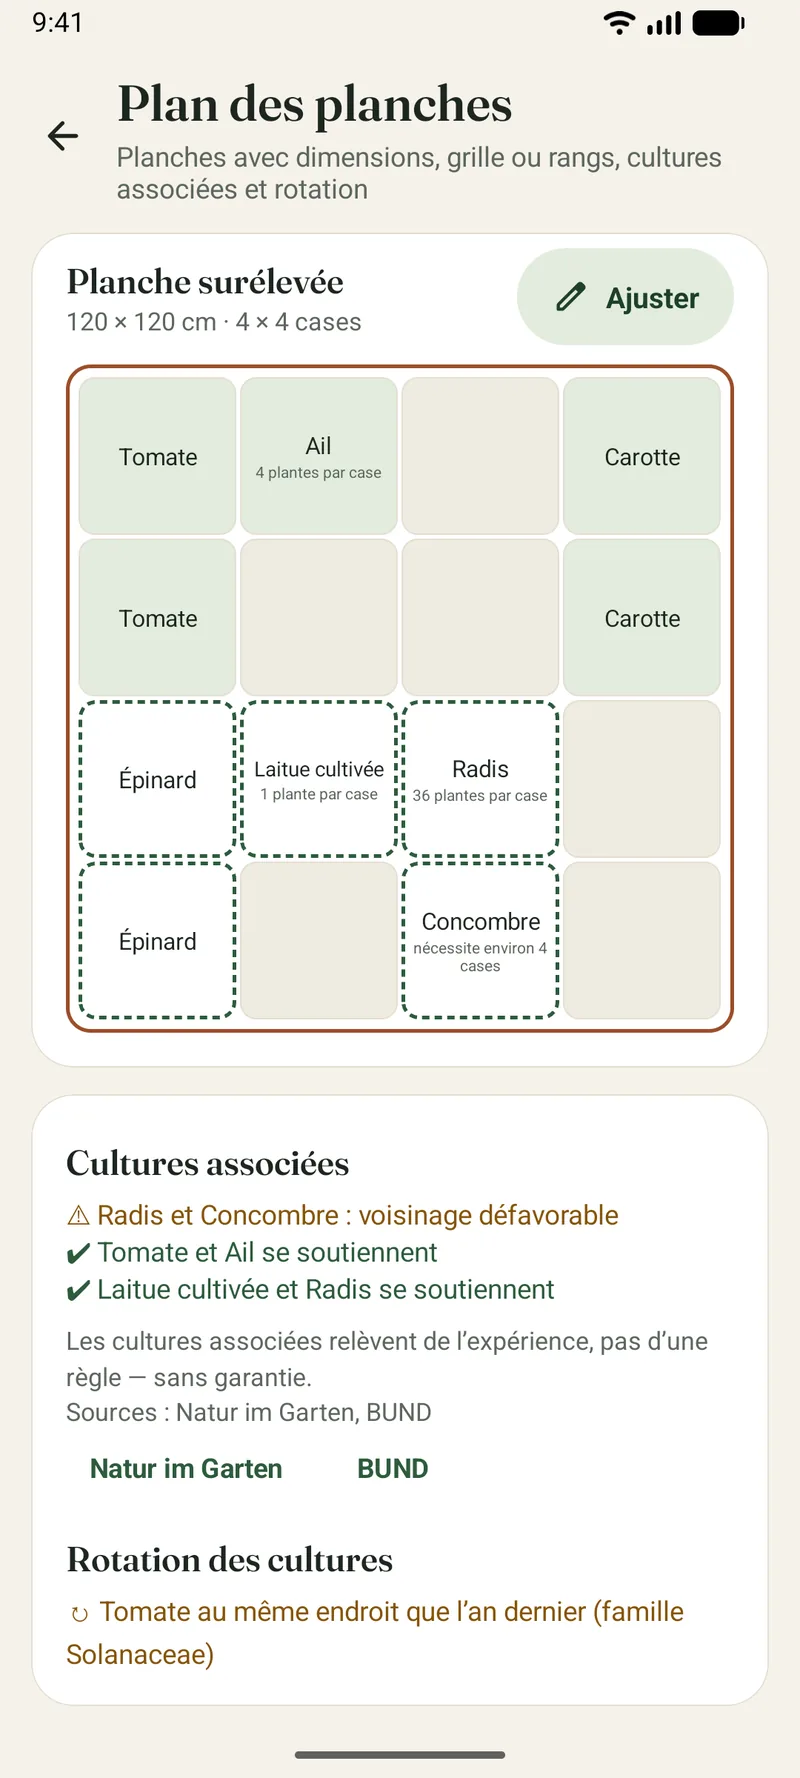 9:41
Plan des planches
Planches avec dimensions, grille ou rangs, cultures
associées et rotation
Planche surélevée
120 × 120 cm · 4 × 4 cases
Ajuster
Tomate
Ail
4 plantes par case
Carotte
Tomate
Carotte
Épinard
Laitue cultivée
1 plante par case
Radis
36 plantes par case
Épinard
Concombre
nécessite environ 4
cases
Cultures associées
⚠ Radis et Concombre : voisinage défavorable
✔ Tomate et Ail se soutiennent
✔ Laitue cultivée et Radis se soutiennent
Les cultures associées relèvent de l’expérience, pas d’une
règle — sans garantie.
Sources : Natur im Garten, BUND
Natur im Garten
BUND
Rotation des cultures
↻ Tomate au même endroit que l’an dernier (famille
Solanaceae)